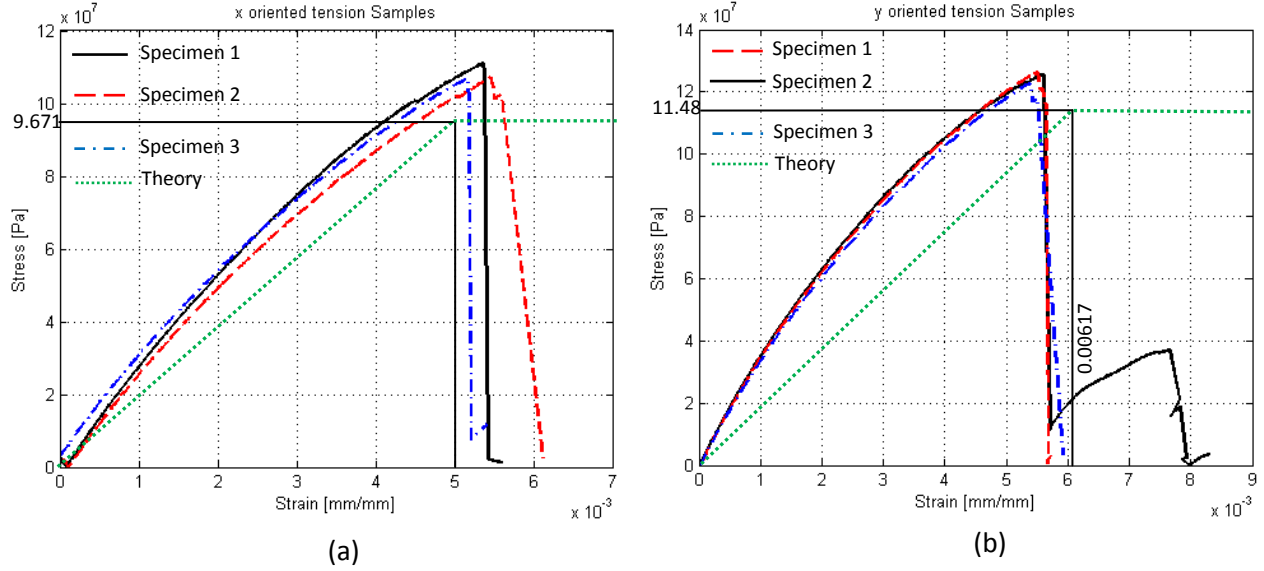 x oriented tension Samples
x 10^7
12
10
9.671
8
6
4
2
0
Stress [Pa]
Specimen 1
Specimen 2
Specimen 3
Theory
0 1 2 3 4 5 6 7
Strain [mm/mm]
x 10^-3
(a)
y oriented tension Samples
x 10^7
14
12
11.48
10
8
6
4
2
0
Stress [Pa]
Specimen 1
Specimen 2
Specimen 3
Theory
0.00617
0 1 2 3 4 5 6 7 8 9
Strain [mm/mm]
x 10^-3
(b)